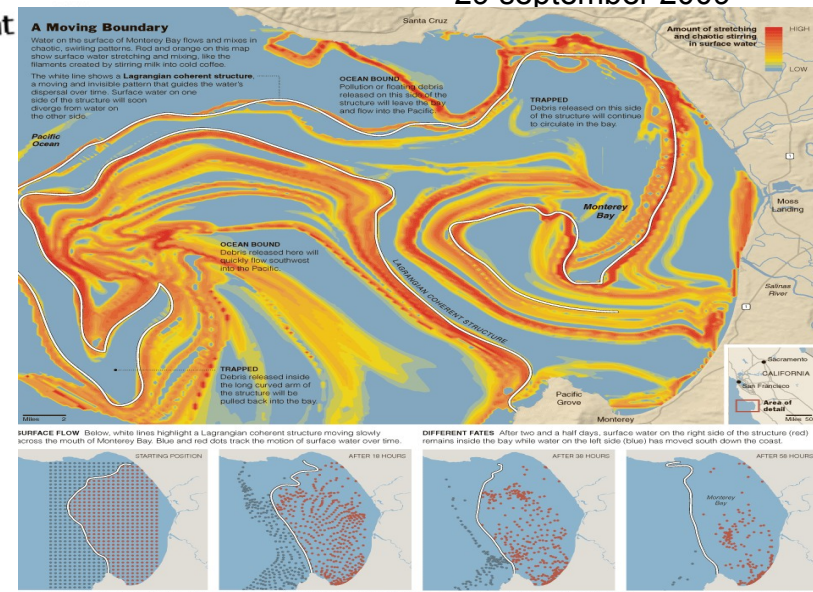 29 september 2009
A Moving Boundary
Water on the surface of Monterey Bay flows and mixes in
chaotic, swirling patterns. Red and orange on this map
show surface water stretching and mixing, like the
filaments created by stirring milk into cold coffee.
The white line shows a Lagrangian coherent structure,
a moving and invisible pattern that guides the water's
dispersal over time. Surface water on one
side of the structure will soon
diverge from water on
the other side.
Santa Cruz
Amount of stretching
and chaotic stirring
in surface water
HIGH
LOW
OCEAN BOUND
Pollution or floating debris
released on this side of the
structure will leave the bay
and flow into the Pacific.
TRAPPED
Debris released on this side
of the structure will continue
to circulate in the bay.
Pacific
Ocean
1
Moss
Landing
Monterey
Bay
OCEAN BOUND
Debris released here will
quickly flow southwest
into the Pacific.
LAGRANGIAN COHERENT STRUCTURE
Salinas
River
1
TRAPPED
Debris released inside
the long curved arm of
the structure will be
pulled back into the bay.
Pacific
Grove
Monterey
Miles 2
Sacramento
CALIFORNIA
San Francisco
Area of
detail
Miles 50
SURFACE FLOW Below, white lines highlight a Lagrangian coherent structure moving slowly
across the mouth of Monterey Bay. Blue and red dots track the motion of surface water over time.
DIFFERENT FATES After two and a half days, surface water on the right side of the structure (red)
remains inside the bay while water on the left side (blue) has moved south down the coast.
STARTING POSITION
AFTER 18 HOURS
AFTER 38 HOURS
AFTER 56 HOURS
Monterey
Bay